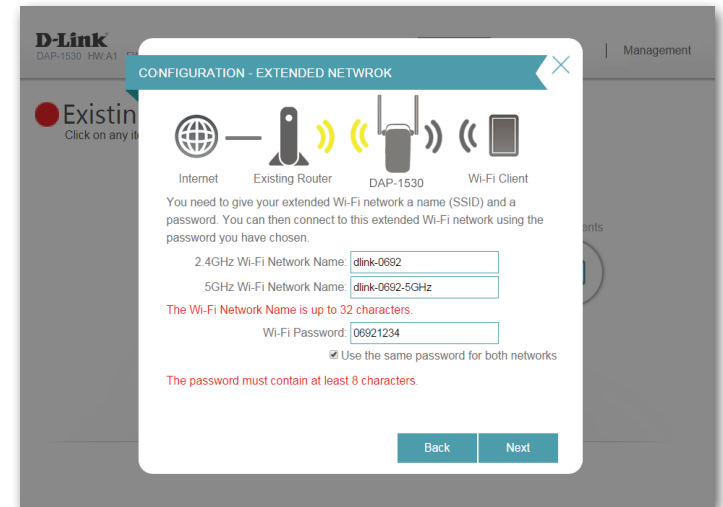 D-Link
DAP-1530 HW:A1
Management
CONFIGURATION - EXTENDED NETWROK
Existin
Click on any it
Internet
Existing Router
DAP-1530
Wi-Fi Client
You need to give your extended Wi-Fi network a name (SSID) and a
password. You can then connect to this extended Wi-Fi network using the
password you have chosen.
2.4GHz Wi-Fi Network Name: dlink-0692
5GHz Wi-Fi Network Name: dlink-0692-5GHz
The Wi-Fi Network Name is up to 32 characters.
Wi-Fi Password: 06921234
Use the same password for both networks
The password must contain at least 8 characters.
Back
Next